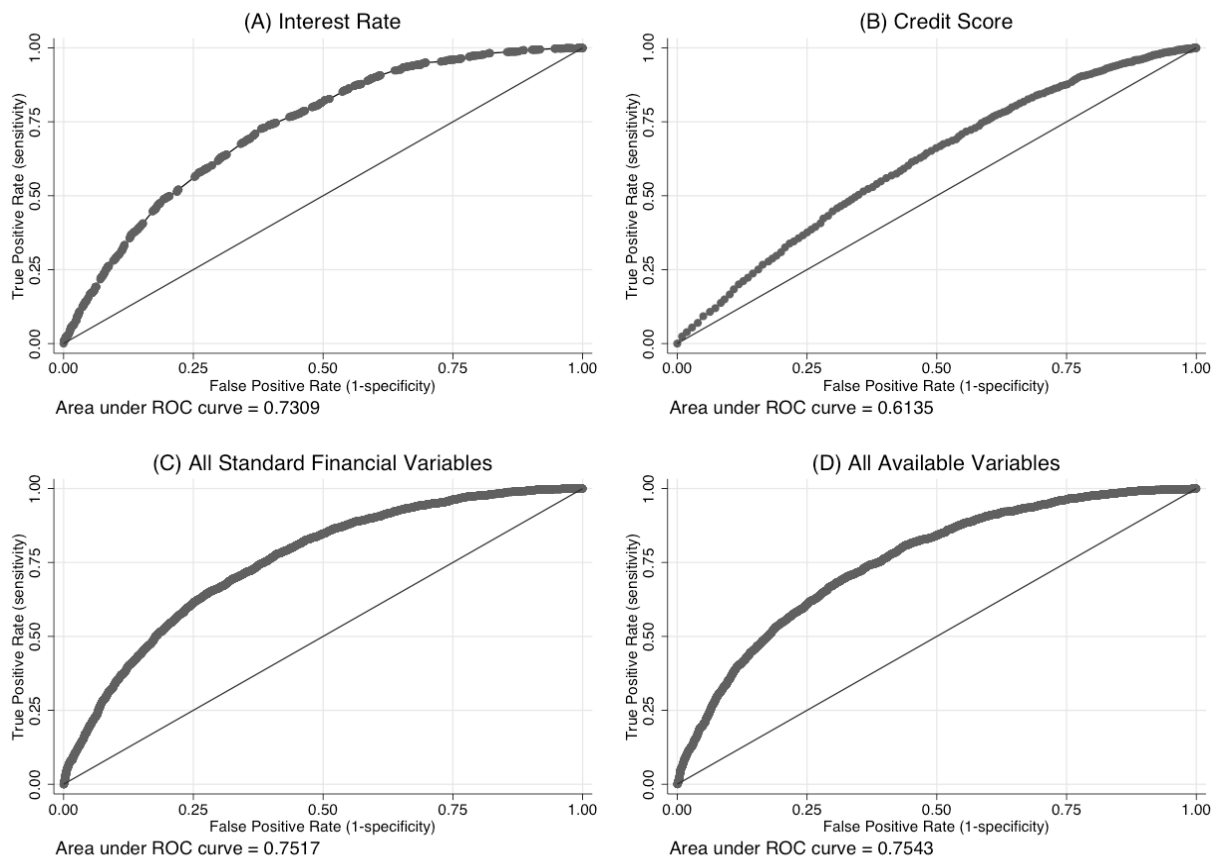 (A) Interest Rate
True Positive Rate (sensitivity)
1.00
0.75
0.50
0.25
0.00
0.00 0.25 0.50 0.75 1.00
False Positive Rate (1-specificity)
Area under ROC curve = 0.7309
(B) Credit Score
True Positive Rate (sensitivity)
1.00
0.75
0.50
0.25
0.00
0.00 0.25 0.50 0.75 1.00
False Positive Rate (1-specificity)
Area under ROC curve = 0.6135
(C) All Standard Financial Variables
True Positive Rate (sensitivity)
1.00
0.75
0.50
0.25
0.00
0.00 0.25 0.50 0.75 1.00
False Positive Rate (1-specificity)
Area under ROC curve = 0.7517
(D) All Available Variables
True Positive Rate (sensitivity)
1.00
0.75
0.50
0.25
0.00
0.00 0.25 0.50 0.75 1.00
False Positive Rate (1-specificity)
Area under ROC curve = 0.7543